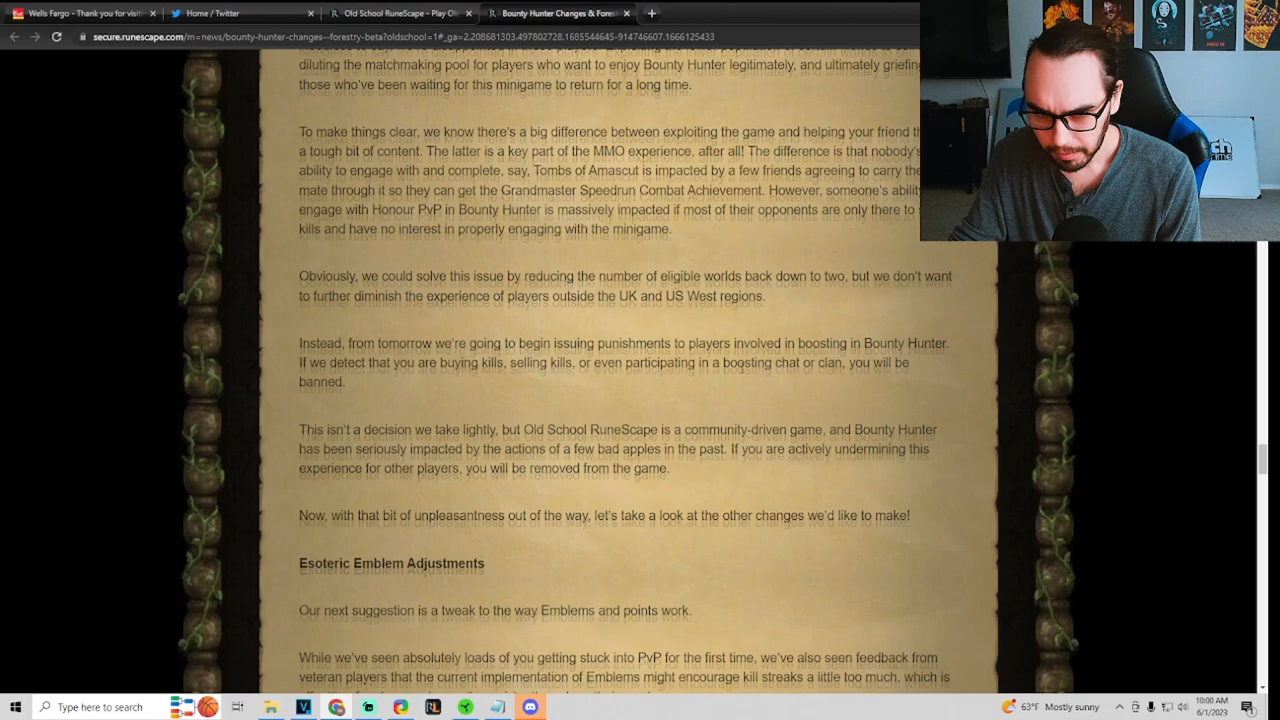 Wells Fargo - Thank you for visit
Home / Twitter
Old School RuneScape - Play Ol
Bounty Hunter Changes & Fores
secure.runescape.com/m=news/bounty-hunter-changes--forestry-beta?oldschool=1#_ga=2.208681303.497802728.1685544645-914746607.1666125433
diluting the matchmaking pool for players who want to enjoy Bounty Hunter legitimately, and ultimately griefing
those who've been waiting for this minigame to return for a long time.
To make things clear, we know there's a big difference between exploiting the game and helping your friend
a tough bit of content. The latter is a key part of the MMO experience, after all! The difference is that nobody's
ability to engage with and complete, say, Tombs of Amascut is impacted by a few friends agreeing to carry the
mate through it so they can get the Grandmaster Speedrun Combat Achievement. However, someone's abili
engage with Honour PvP in Bounty Hunter is massively impacted if most of their opponents are only there to
kills and have no interest in properly engaging with the minigame.
Obviously, we could solve this issue by reducing the number of eligible worlds back down to two, but we don't want
to further diminish the experience of players outside the UK and US West regions.
Instead, from tomorrow we're going to begin issuing punishments to players involved in boosting in Bounty Hunter.
If we detect that you are buying kills, selling kills, or even participating in a boosting chat or clan, you will be
banned.
This isn't a decision we take lightly, but Old School RuneScape is a community-driven game, and Bounty Hunter
has been seriously impacted by the actions of a few bad apples in the past. If you are actively undermining this
experience for other players, you will be removed from the game.
Now, with that bit of unpleasantness out of the way, let's take a look at the other changes we'd like to make!
Esoteric Emblem Adjustments
Our next suggestion is a tweak to the way Emblems and points work.
While we've seen absolutely loads of you getting stuck into PvP for the first time, we've also seen feedback from
veteran players that the current implementation of Emblems might encourage kill streaks a little too much, which is
Type here to search
63°F Mostly sunny
10:00 AM
6/1/2023